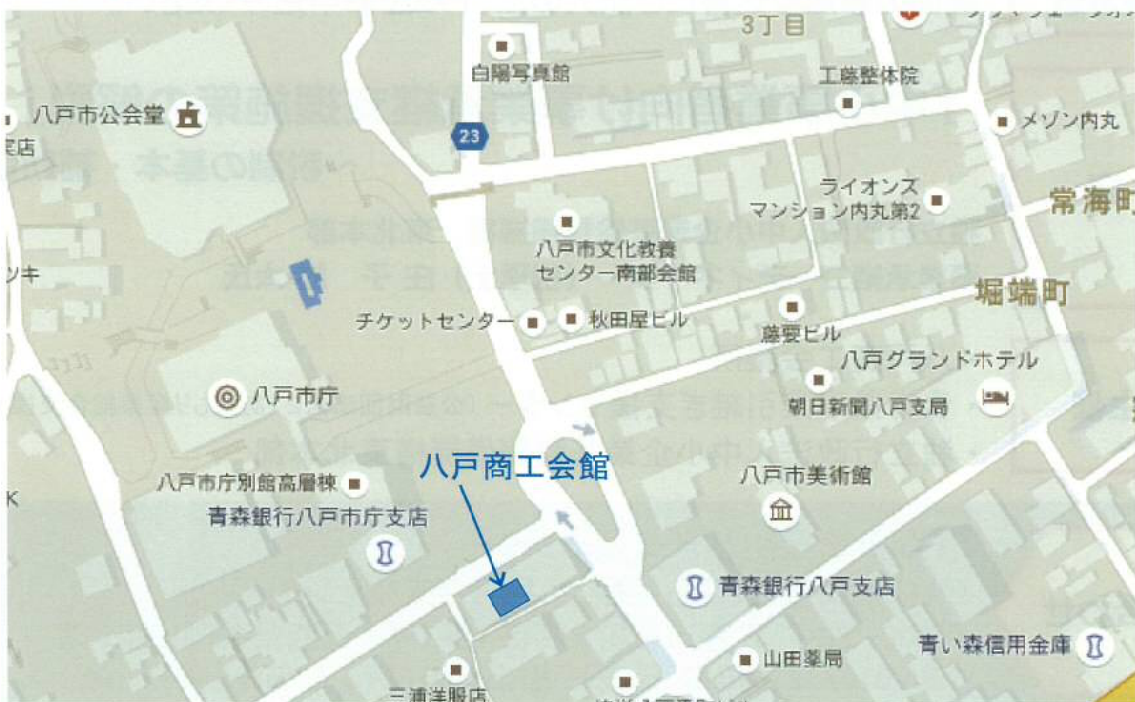 3丁目
白陽写真館
工藤整体院
八戸市公会堂
23
メゾン内丸
実店
ライオンズ
マンション内丸第2
常海町
八戸市文化教養
センター南部会館
ツキ
堀端町
チケットセンター
秋田屋ビル
藤要ビル
八戸グランドホテル
八戸市庁
朝日新聞八戸支局
八戸商工会館
八戸市庁別館高層棟
八戸市美術館
K
青森銀行八戸市庁支店
青森銀行八戸支店
青い森信用金庫
山田薬局
三浦洋服店